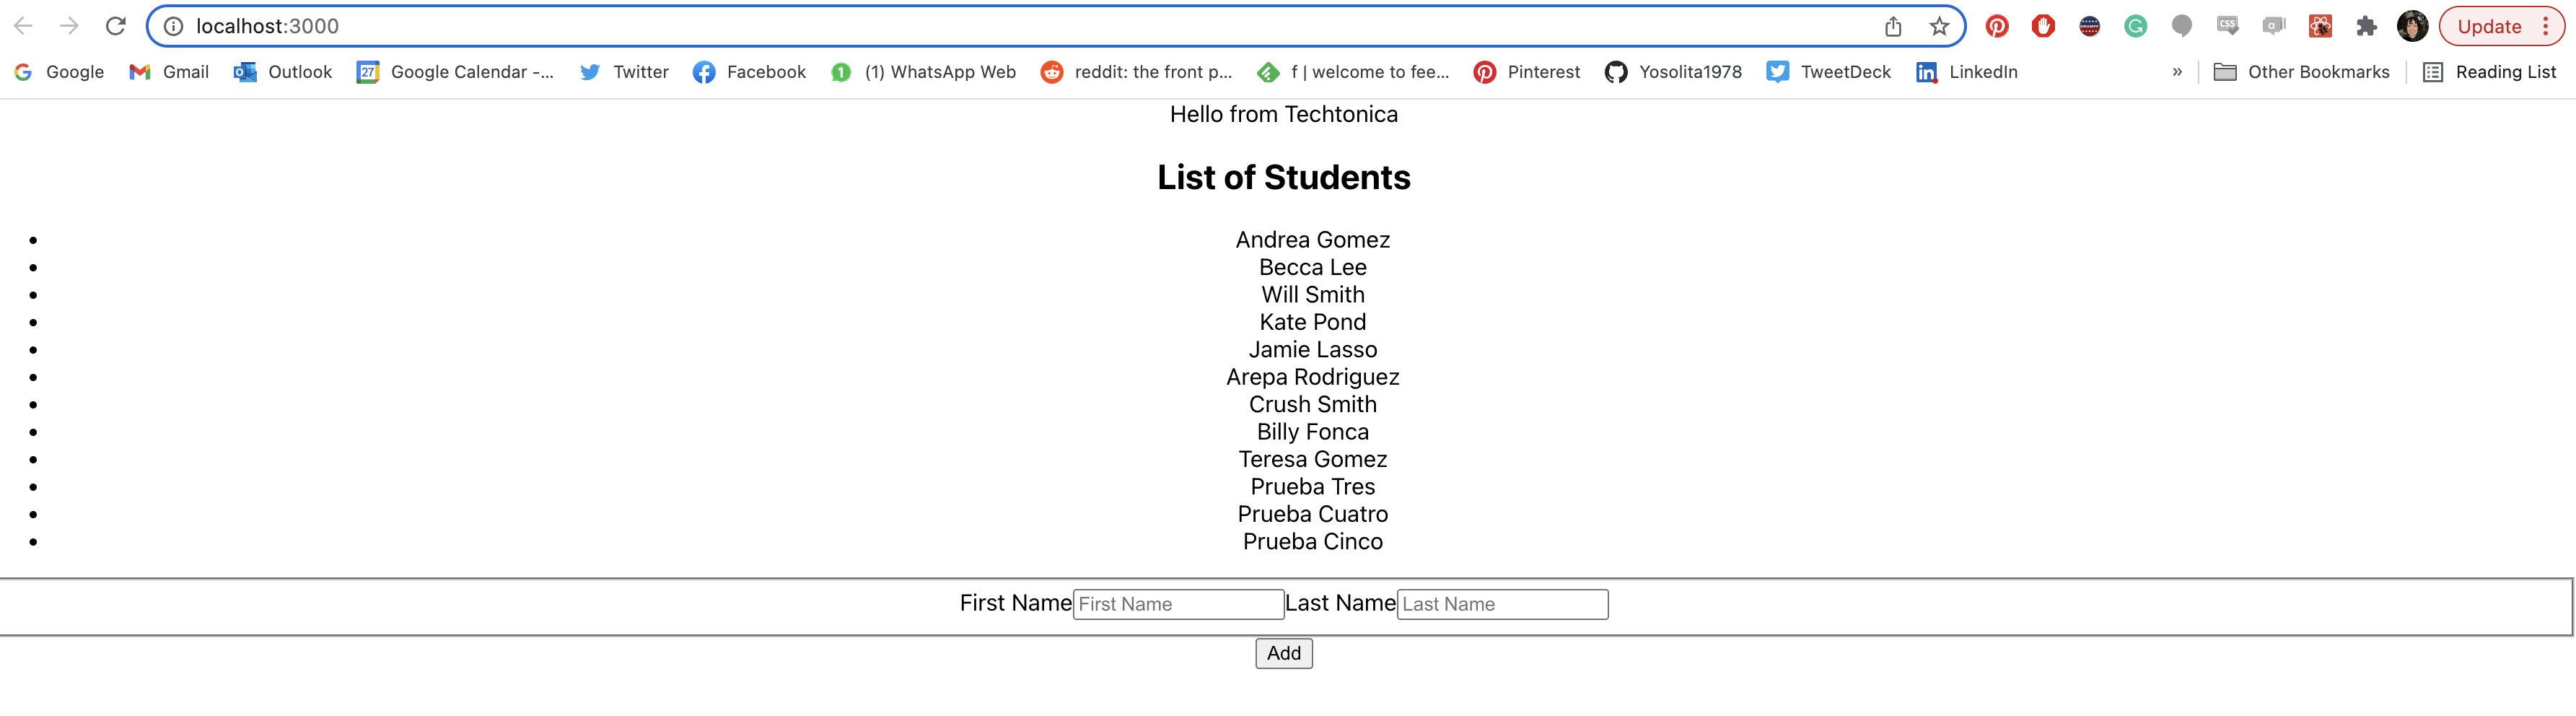 localhost:3000
Update
Google Gmail Outlook 27 Google Calendar -... Twitter Facebook 1 (1) WhatsApp Web reddit: the front p... f | welcome to fee... Pinterest Yosolita1978 TweetDeck LinkedIn » Other Bookmarks Reading List
Hello from Techtonica
List of Students
Andrea Gomez
Becca Lee
Will Smith
Kate Pond
Jamie Lasso
Arepa Rodriguez
Crush Smith
Billy Fonca
Teresa Gomez
Prueba Tres
Prueba Cuatro
Prueba Cinco
First Name First Name Last Name Last Name
Add